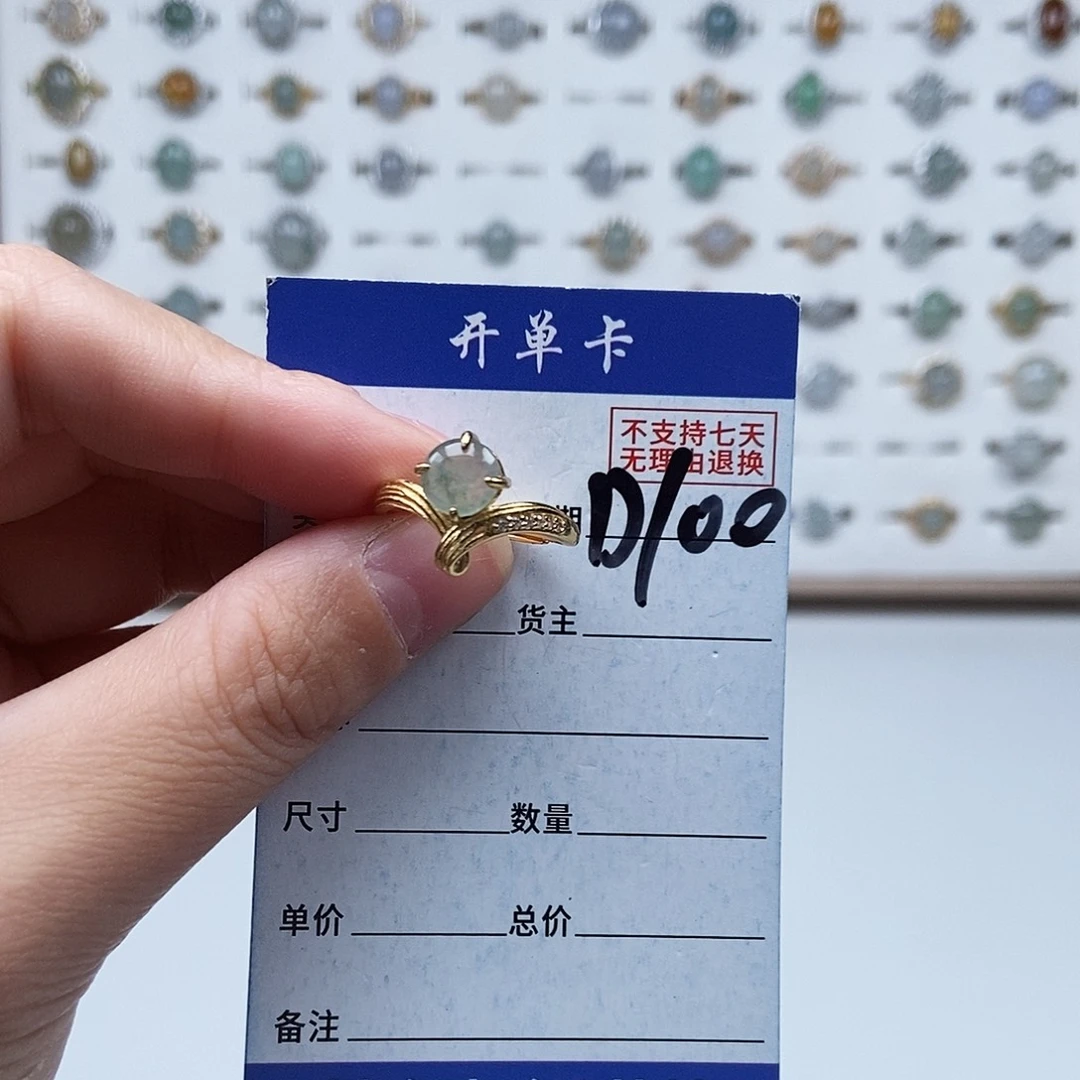 开单卡
不支持七天
无理由退换
期 D/00
货主
尺寸 数量
单价 总价
备注